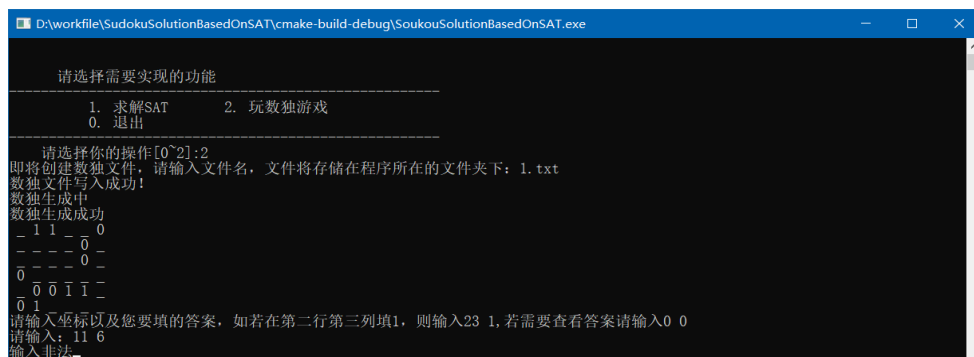 D:\workfile\SudokuSolutionBasedOnSAT\cmake-build-debug\SoukouSolutionBasedOnSAT.exe
请选择需要实现的功能
1. 求解SAT 2. 玩数独游戏
0. 退出
请选择你的操作[0~2]:2
即将创建数独文件，请输入文件名，文件将存储在程序所在的文件夹下：1.txt
数独文件写入成功！
数独生成中
数独生成成功
_ 1 1 _ _ 0
_ _ _ _ 0 _
_ _ _ _ 0 _
0 _ _ _ _ _
_ 0 0 1 1 _
0 1 _ _ _ _
请输入坐标以及您要填的答案，如若在第二行第三列填1，则输入23 1,若需要查看答案请输入0 0
请输入：11 6
输入非法_